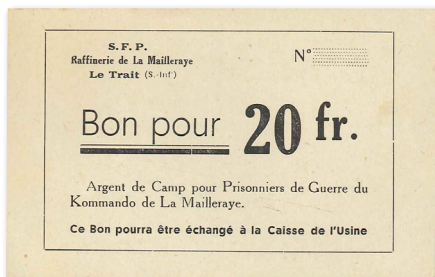 S. F. P.
Raffinerie de La Mailleraye
Le Trait (S.-Inf²)
N°
Bon pour 20 fr.
Argent de Camp pour Prisonniers de Guerre du
Kommando de La Mailleraye.
Ce Bon pourra être échangé à la Caisse de l'Usine